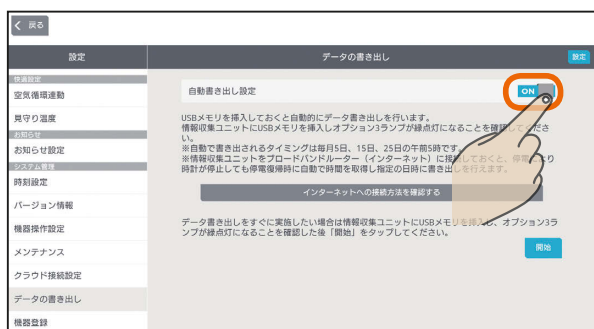 戻る
設定
データの書き出し
設定
快適設定
空気循環連動
見守り温度
お知らせ
お知らせ設定
システム管理
時刻設定
バージョン情報
機器操作設定
メンテナンス
クラウド接続設定
データの書き出し
機器登録
自動書き出し設定
ON
USBメモリを挿入しておくと自動的にデータ書き出しを行います。
情報収集ユニットにUSBメモリを挿入しオプション3ランプが緑点灯になることを確認してくださ
い。
※自動で書き出されるタイミングは毎月5日、15日、25日の午前5時です。
※情報収集ユニットをブロードバンドルーター（インターネット）に接続しておくと、停電により
時計が停止しても停電復帰時に自動で時間を取得し指定の日時に書き出しを行えます。
インターネットへの接続方法を確認する
データ書き出しをすぐに実施したい場合は情報収集ユニットにUSBメモリを挿入し、オプション3ラ
ンプが緑点灯になることを確認した後「開始」をタップしてください。
開始